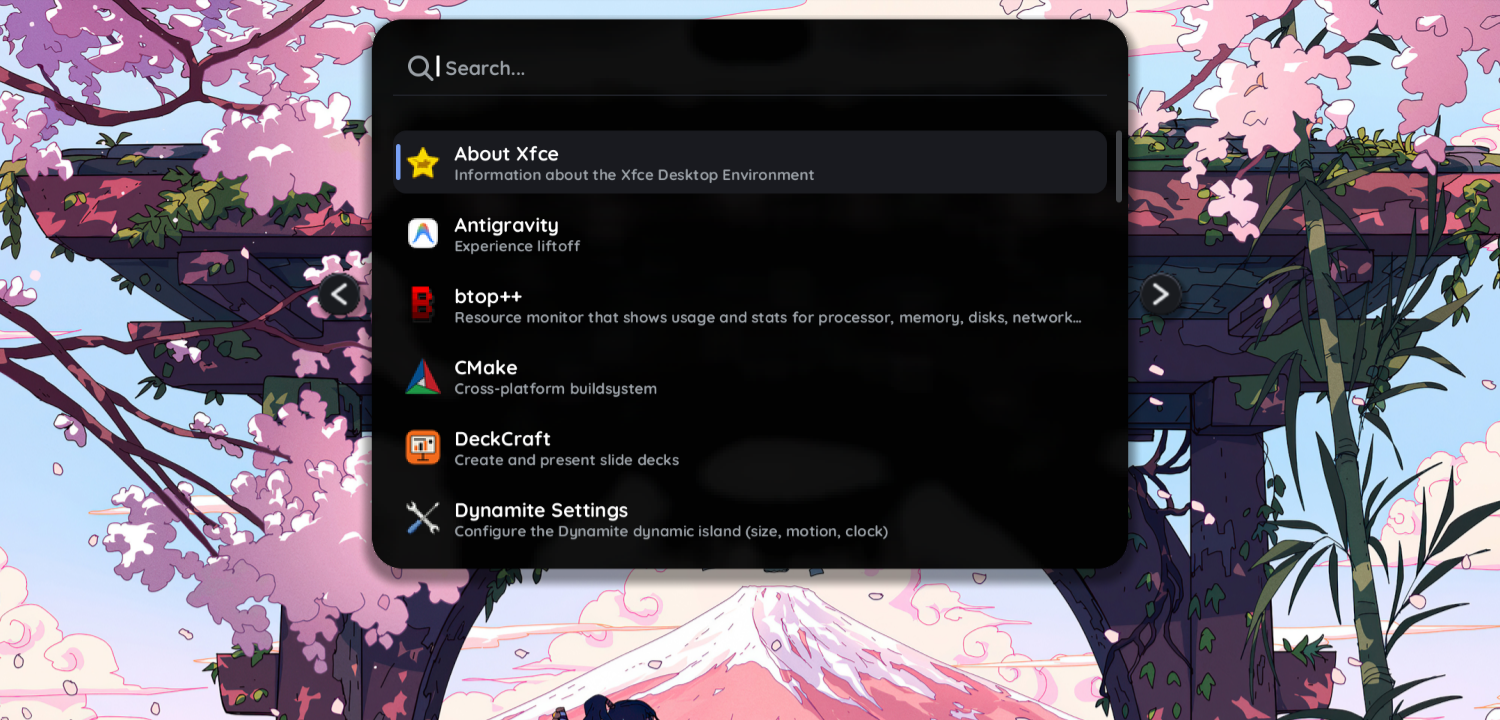 Search...
About Xfce
Information about the Xfce Desktop Environment
Antigravity
Experience liftoff
btop++
Resource monitor that shows usage and stats for processor, memory, disks, network…
CMake
Cross-platform buildsystem
DeckCraft
Create and present slide decks
Dynamite Settings
Configure the Dynamite dynamic island (size, motion, clock)